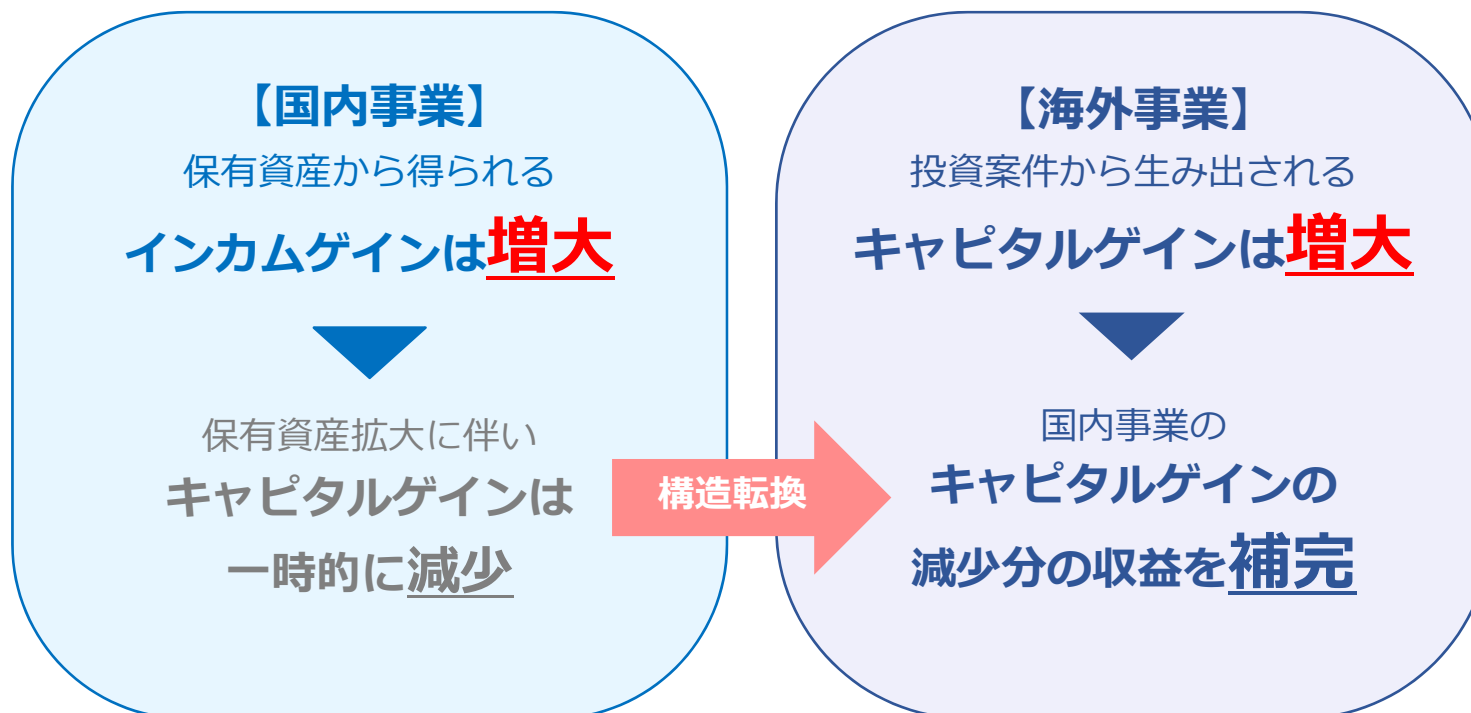 【国内事業】
保有資産から得られる
インカムゲインは増大
保有資産拡大に伴い
キャピタルゲインは
一時的に減少
構造転換
【海外事業】
投資案件から生み出される
キャピタルゲインは増大
国内事業の
キャピタルゲインの
減少分の収益を補完